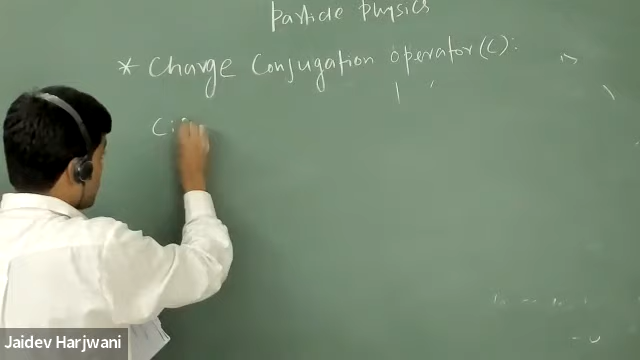 Particle Physics
* Charge Conjugation operator (C):
Jaidev Harjwani